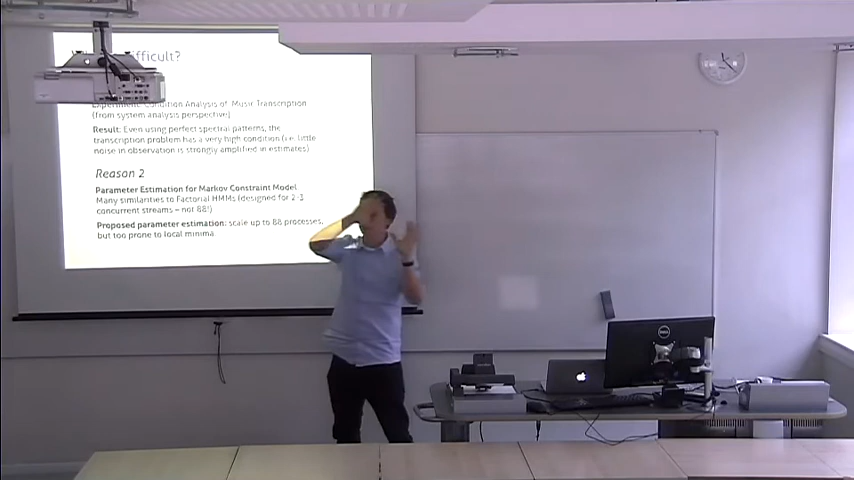 difficult?
Experiment: Condition Analysis of Music Transcription
(from system analysis perspective)
Result: Even using perfect spectral patterns, the
transcription problem has a very high condition (i.e. little
noise in observation is strongly amplified in estimates)
Reason 2
Parameter Estimation for Markov Constraint Model
Many similarities to Factorial HMMs (designed for 2-3
concurrent streams – not 88!)
Proposed parameter estimation: scale up to 88 processes,
but too prone to local minima.
DELL